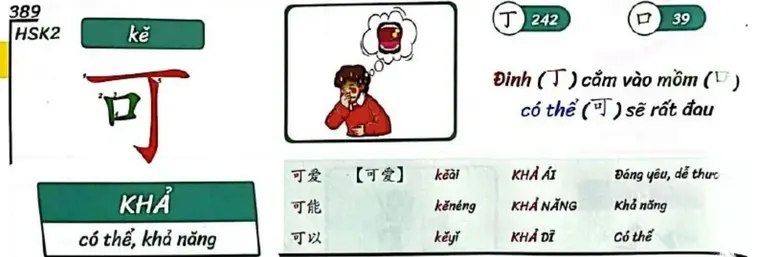 389
HSK2
kě
可
KHẢ
có thể, khả năng
丁 242
口 39
Đinh (丁) cắm vào mồm (口)
có thể (可) sẽ rất đau
可爱 【可爱】 kěài KHẢ ÁI Đáng yêu, dễ thươ
可能 kěnéng KHẢ NĂNG Khả năng
可以 kěyǐ KHẢ DĨ Có thể